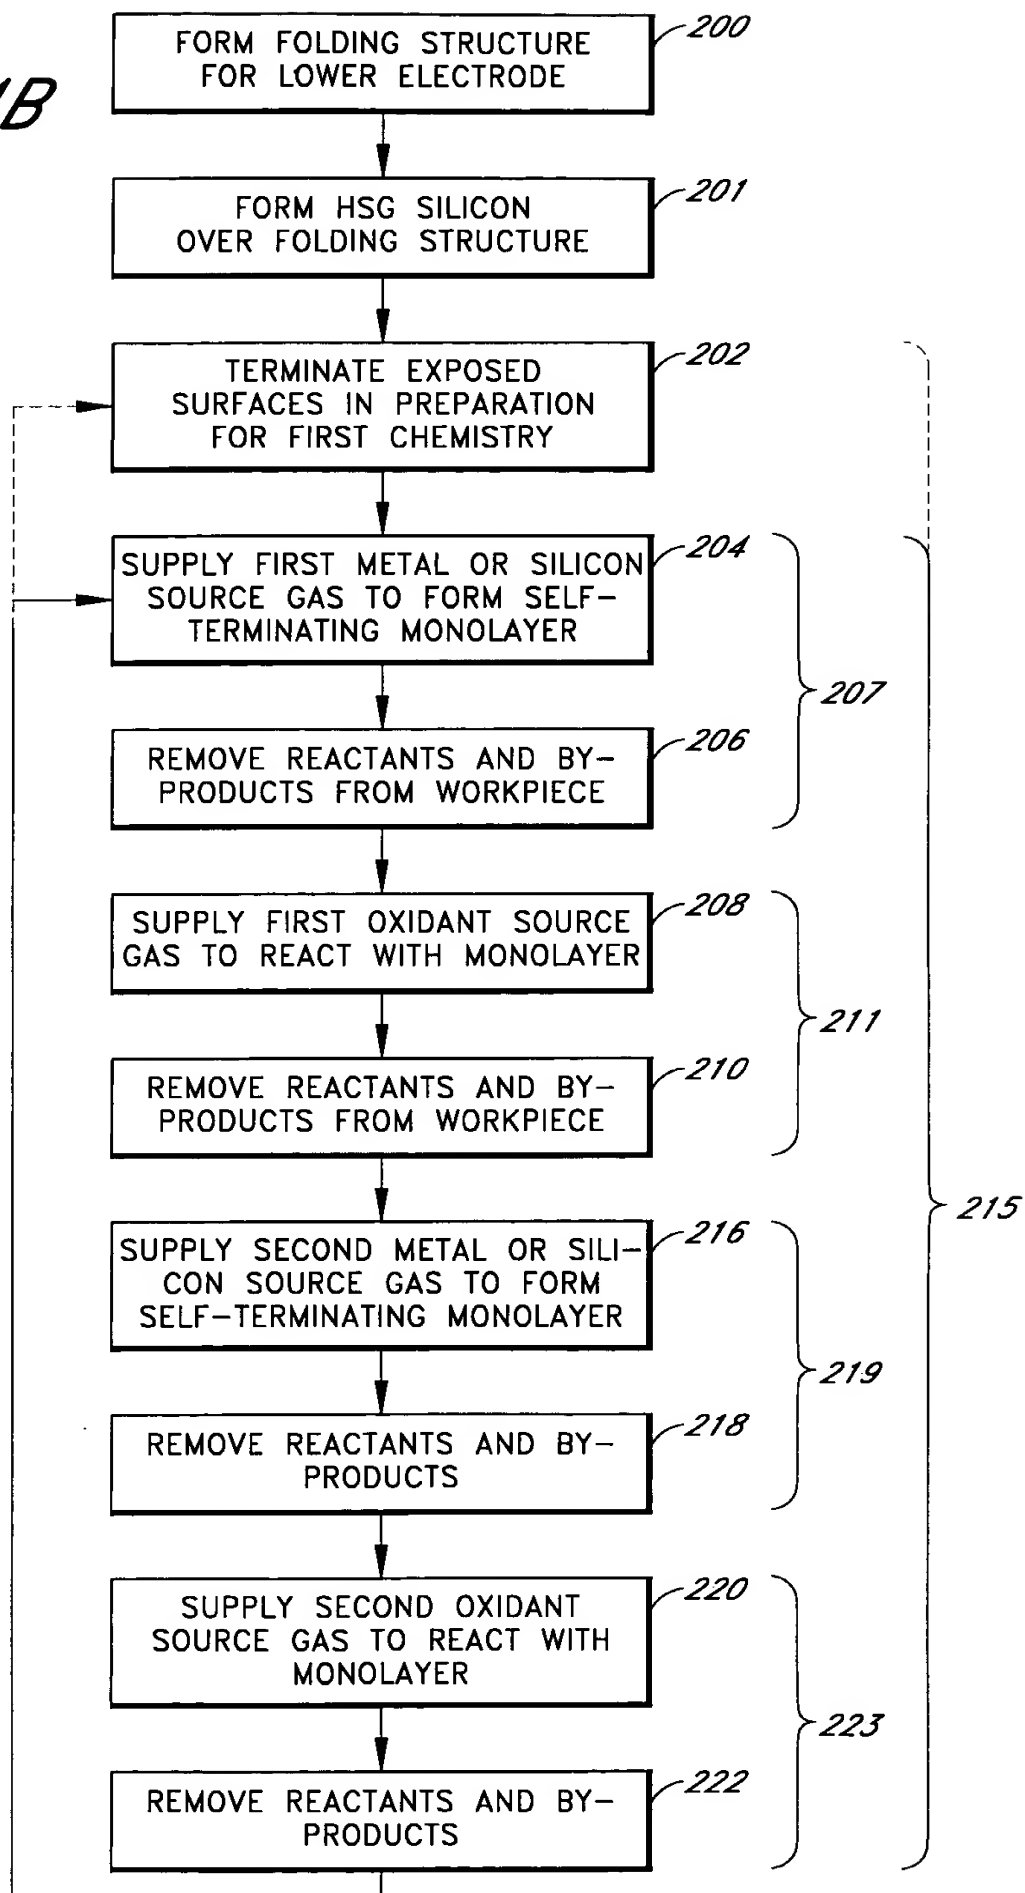 1B
FORM FOLDING STRUCTURE
FOR LOWER ELECTRODE
200
FORM HSG SILICON
OVER FOLDING STRUCTURE
201
TERMINATE EXPOSED
SURFACES IN PREPARATION
FOR FIRST CHEMISTRY
202
SUPPLY FIRST METAL OR SILICON
SOURCE GAS TO FORM SELF-
TERMINATING MONOLAYER
204
207
REMOVE REACTANTS AND BY-
PRODUCTS FROM WORKPIECE
206
SUPPLY FIRST OXIDANT SOURCE
GAS TO REACT WITH MONOLAYER
208
211
REMOVE REACTANTS AND BY-
PRODUCTS FROM WORKPIECE
210
215
SUPPLY SECOND METAL OR SILI-
CON SOURCE GAS TO FORM
SELF-TERMINATING MONOLAYER
216
219
REMOVE REACTANTS AND BY-
PRODUCTS
218
SUPPLY SECOND OXIDANT
SOURCE GAS TO REACT WITH
MONOLAYER
220
223
REMOVE REACTANTS AND BY-
PRODUCTS
222